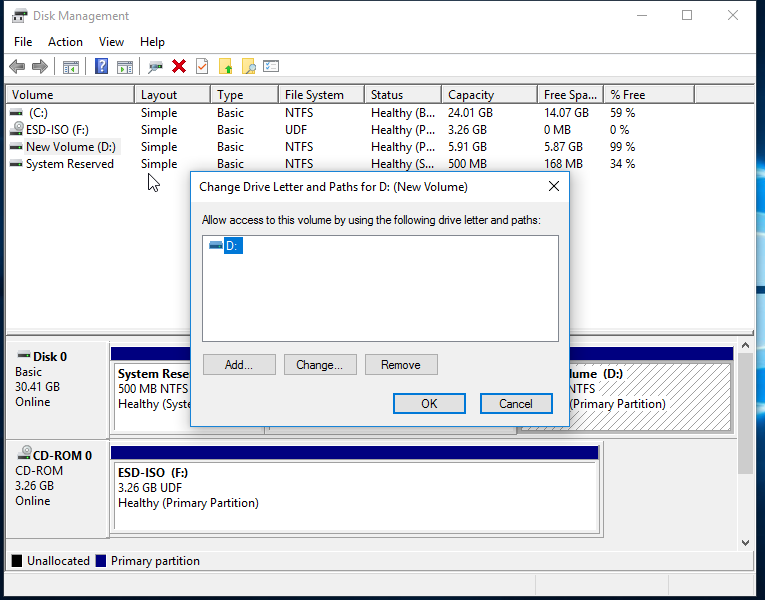 Disk Management
File Action View Help
Volume Layout Type File System Status Capacity Free Spa... % Free
(C:) Simple Basic NTFS Healthy (B... 24.01 GB 14.07 GB 59 %
ESD-ISO (F:) Simple Basic UDF Healthy (P... 3.26 GB 0 MB 0 %
New Volume (D:) Simple Basic NTFS Healthy (P... 5.91 GB 5.87 GB 99 %
System Reserved Simple Basic NTFS Healthy (S... 500 MB 168 MB 34 %
Change Drive Letter and Paths for D: (New Volume)
Allow access to this volume by using the following drive letter and paths:
D:
Add... Change... Remove
OK Cancel
Disk 0
Basic
30.41 GB
Online
System Rese
500 MB NTFS
Healthy (Syste
lume (D:)
NTFS
(Primary Partition)
CD-ROM 0
CD-ROM
3.26 GB
Online
ESD-ISO (F:)
3.26 GB UDF
Healthy (Primary Partition)
Unallocated Primary partition